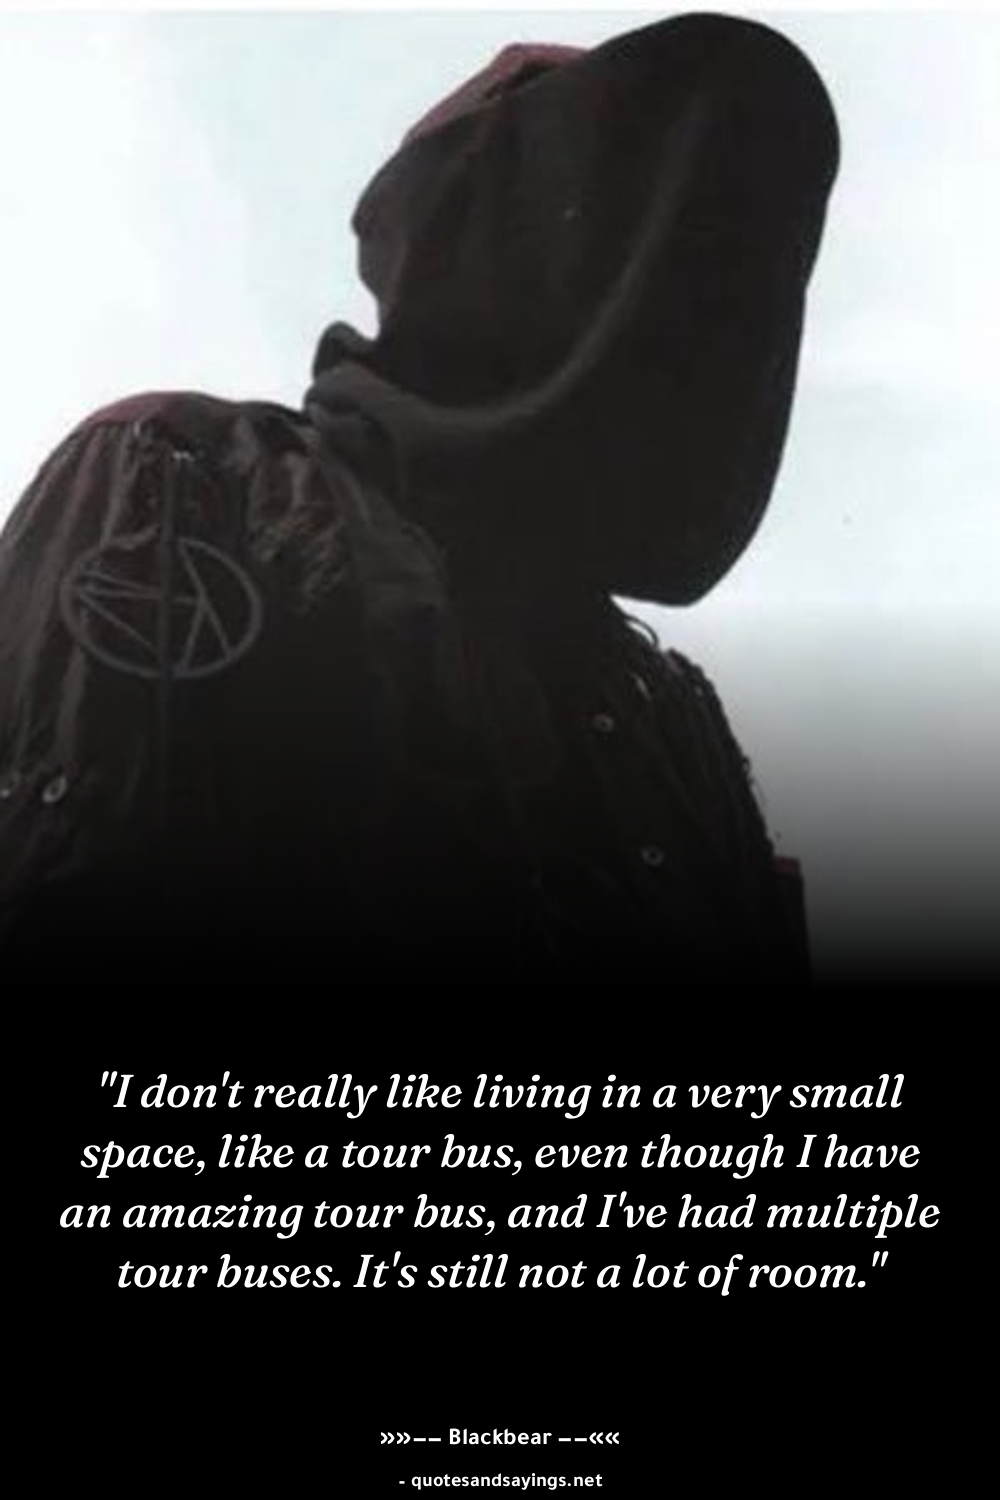 "I don't really like living in a very small
space, like a tour bus, even though I have
an amazing tour bus, and I've had multiple
tour buses. It's still not a lot of room."
»»−− Blackbear −−««
- quotesandsayings.net